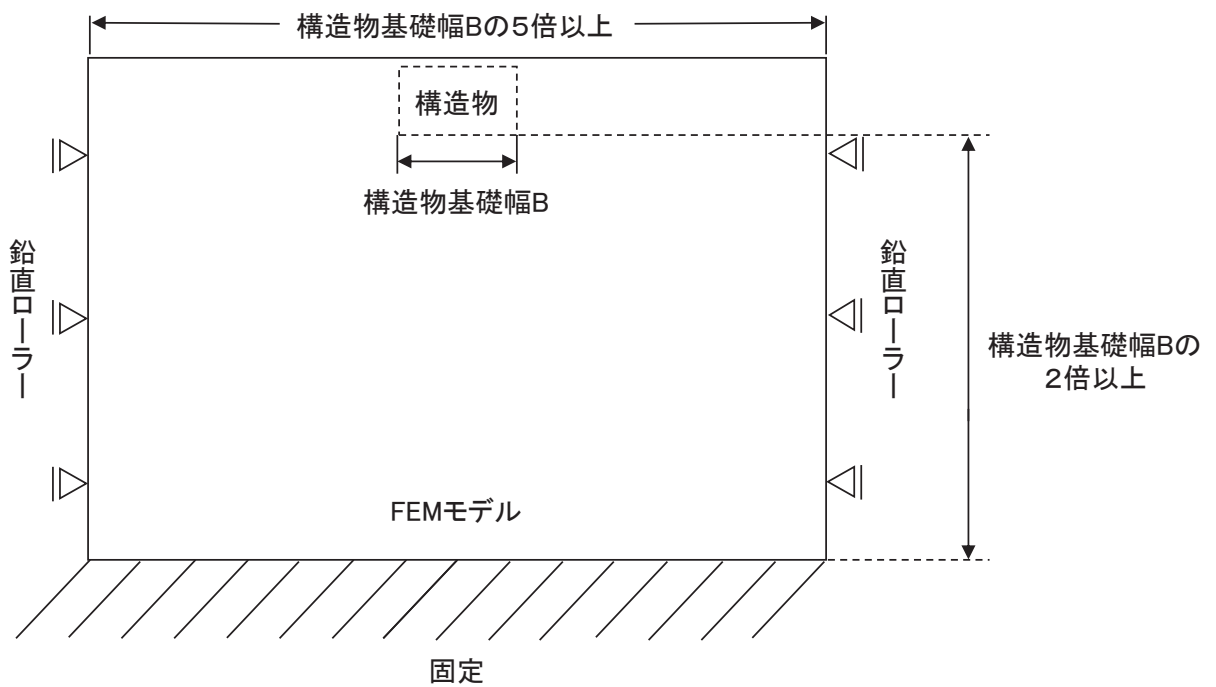 構造物基礎幅Bの5倍以上
構造物
構造物基礎幅B
鉛直ローラー
鉛直ローラー
構造物基礎幅Bの
2倍以上
FEMモデル
固定